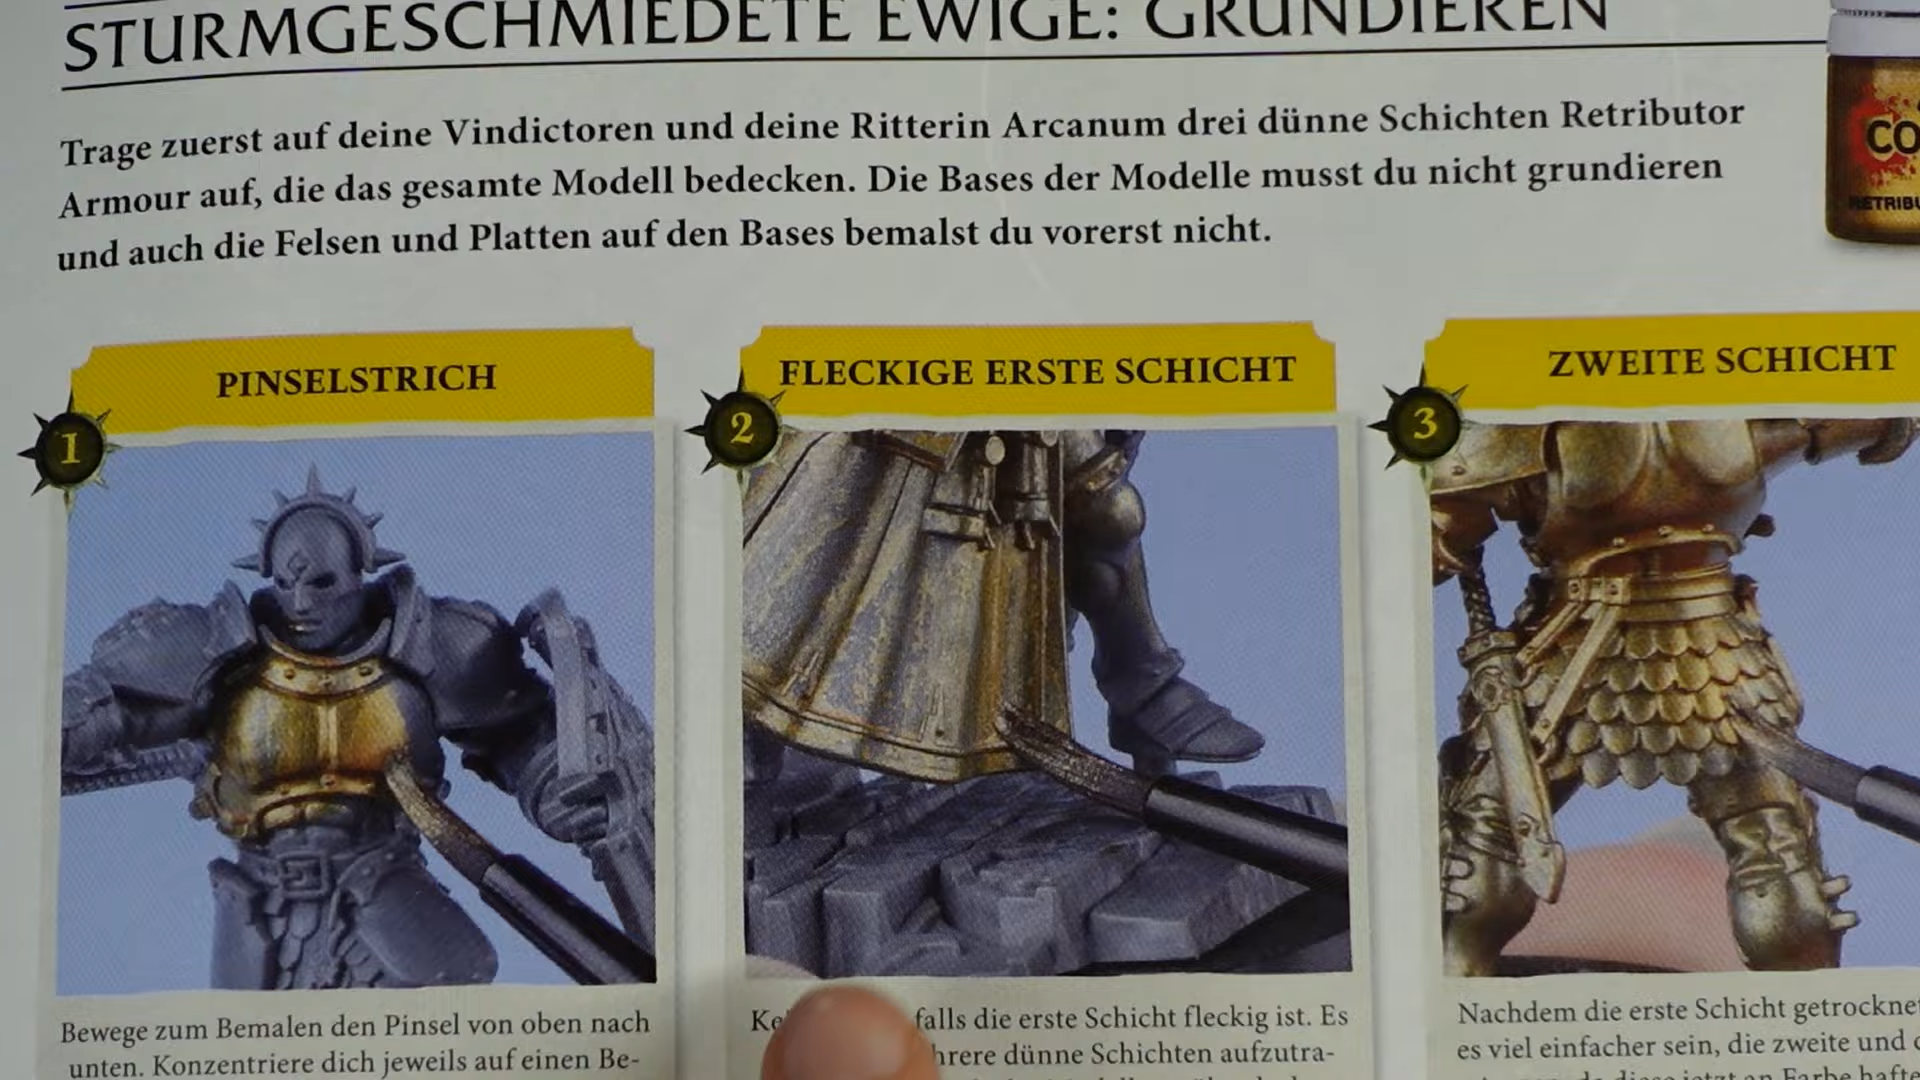 STURMGESCHMIEDETE EWIGE: GRUNDIEREN
Trage zuerst auf deine Vindictoren und deine Ritterin Arcanum drei dünne Schichten Retributor
Armour auf, die das gesamte Modell bedecken. Die Bases der Modelle musst du nicht grundieren
und auch die Felsen und Platten auf den Bases bemalst du vorerst nicht.
CO
RETRIBU
1
PINSELSTRICH
Bewege zum Bemalen den Pinsel von oben nach
unten. Konzentriere dich jeweils auf einen Be-
2
FLECKIGE ERSTE SCHICHT
falls die erste Schicht fleckig ist. Es
dünne Schichten aufzutra-
3
ZWEITE SCHICHT
Nachdem die erste Schicht getrocknet
es viel einfacher sein, die zweite und